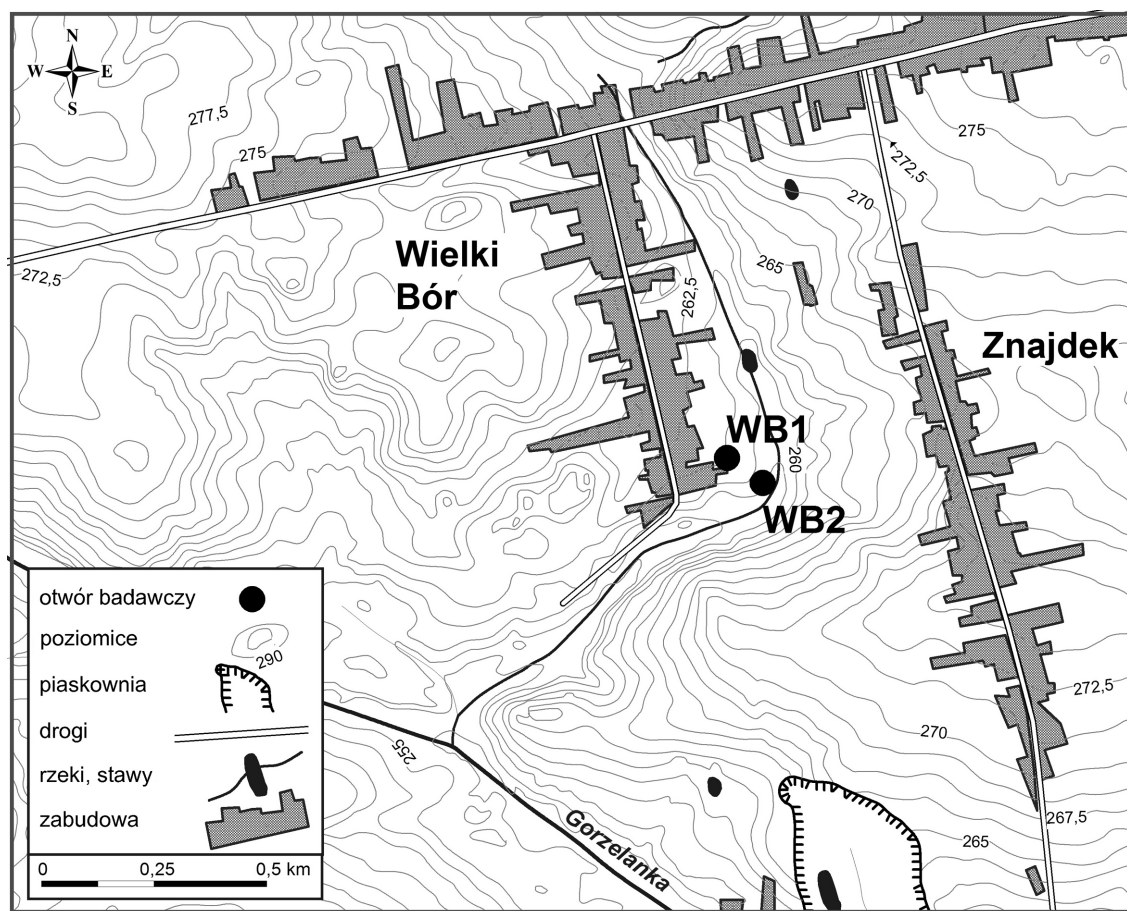 N
W E
S
277,5
275
275
272,5
270
272,5
Wielki
Bór
265
262,5
Znajdek
WB1
260
WB2
otwór badawczy
poziomice
290
piaskownia
drogi
rzeki, stawy
zabudowa
0 0,25 0,5 km
272,5
270
255
Gorzelanka
267,5
265